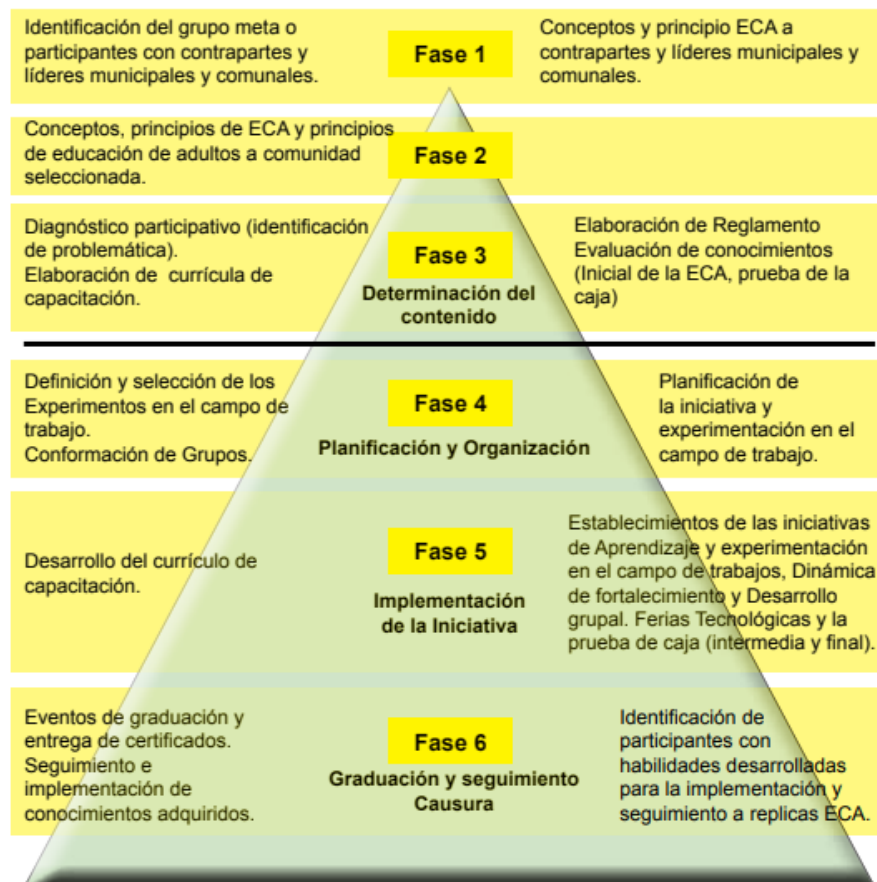 Identificación del grupo meta o
participantes con contrapartes y
líderes municipales y comunales.
Fase 1
Conceptos y principio ECA a
contrapartes y líderes municipales y
comunales.
Conceptos, principios de ECA y principios
de educación de adultos a comunidad
seleccionada.
Fase 2
Diagnóstico participativo (identificación
de problemática).
Elaboración de currícula de
capacitación.
Fase 3
Determinación del
contenido
Elaboración de Reglamento
Evaluación de conocimientos
(Inicial de la ECA, prueba de la
caja)
Definición y selección de los
Experimentos en el campo de
trabajo.
Conformación de Grupos.
Fase 4
Planificación y Organización
Planificación de
la iniciativa y
experimentación en el
campo de trabajo.
Desarrollo del currículo de
capacitación.
Fase 5
Implementación
de la Iniciativa
Establecimientos de las iniciativas
de Aprendizaje y experimentación
en el campo de trabajos, Dinámica
de fortalecimiento y Desarrollo
grupal. Ferias Tecnológicas y la
prueba de caja (intermedia y final).
Eventos de graduación y
entrega de certificados.
Seguimiento e
implementación de
conocimientos adquiridos.
Fase 6
Graduación y seguimiento
Causura
Identificación de
participantes con
habilidades desarrolladas
para la implementación y
seguimiento a replicas ECA.